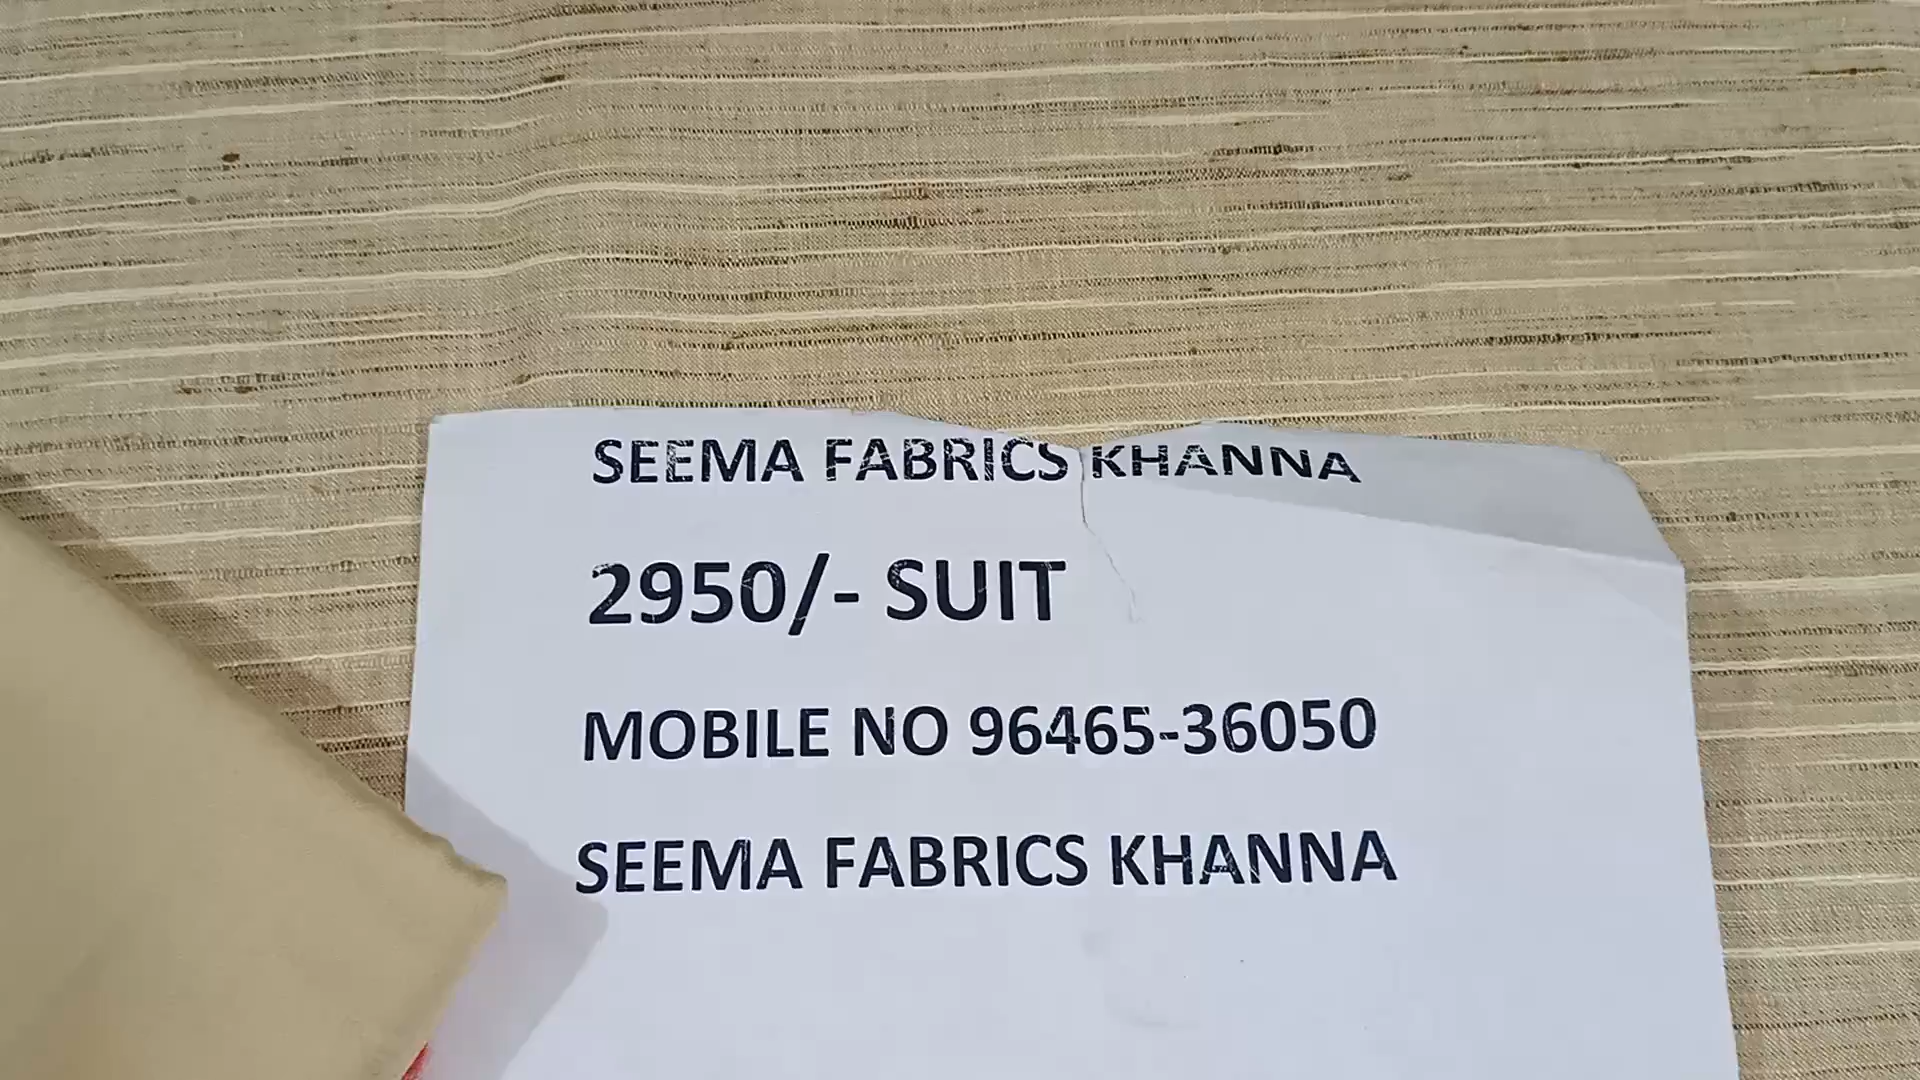 SEEMA FABRICS KHANNA
2950/- SUIT
MOBILE NO 96465-36050
SEEMA FABRICS KHANNA